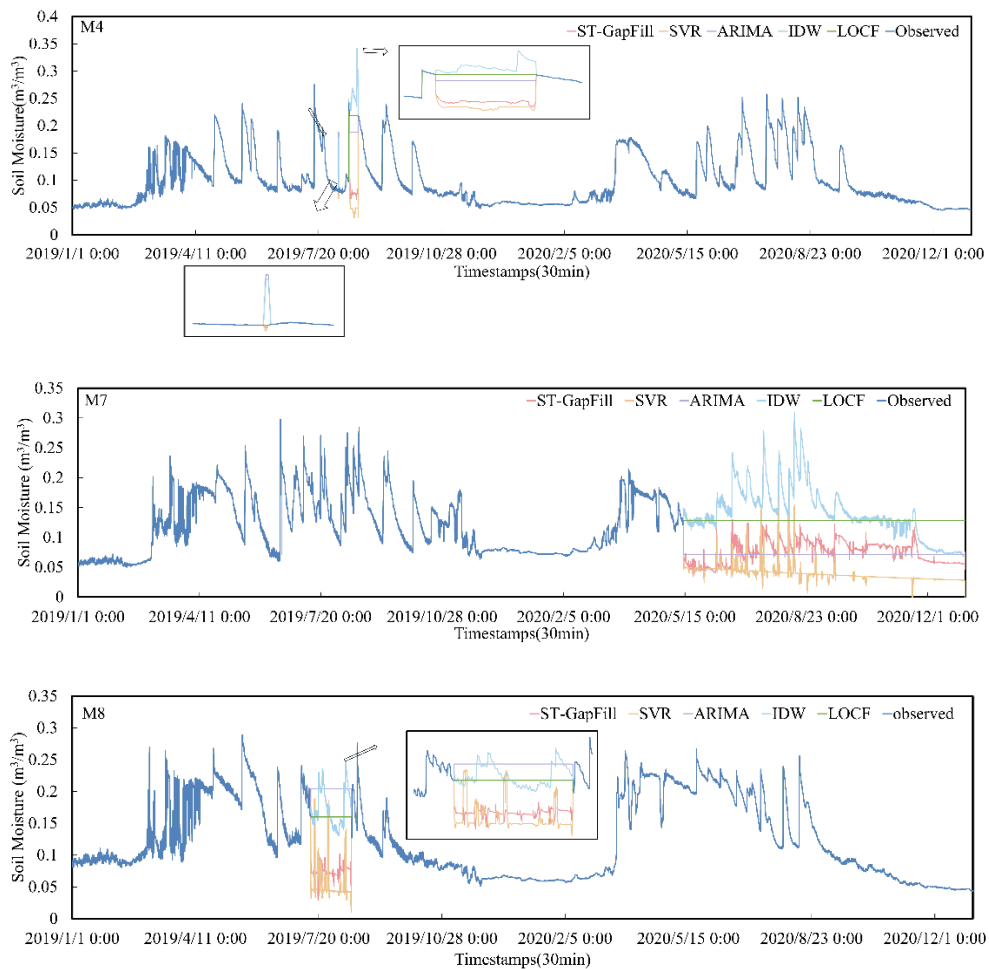 M4
ST-GapFill SVR ARIMA IDW LOCF Observed
Soil Moisture(m³/m³)
0.4
0.35
0.3
0.25
0.2
0.15
0.1
0.05
0
2019/1/1 0:00 2019/4/11 0:00 2019/7/20 0:00 2019/10/28 0:00 2020/2/5 0:00 2020/5/15 0:00 2020/8/23 0:00 2020/12/1 0:00
Timestamps(30min)
M7
ST-GapFill SVR ARIMA IDW LOCF Observed
Soil Moisture (m³/m³)
0.35
0.3
0.25
0.2
0.15
0.1
0.05
0
2019/1/1 0:00 2019/4/11 0:00 2019/7/20 0:00 2019/10/28 0:00 2020/2/5 0:00 2020/5/15 0:00 2020/8/23 0:00 2020/12/1 0:00
Timestamps(30min)
M8
ST-GapFill SVR ARIMA IDW LOCF observed
Soil Moisture (m³/m³)
0.35
0.3
0.25
0.2
0.15
0.1
0.05
0
2019/1/1 0:00 2019/4/11 0:00 2019/7/20 0:00 2019/10/28 0:00 2020/2/5 0:00 2020/5/15 0:00 2020/8/23 0:00 2020/12/1 0:00
Timestamps(30min)